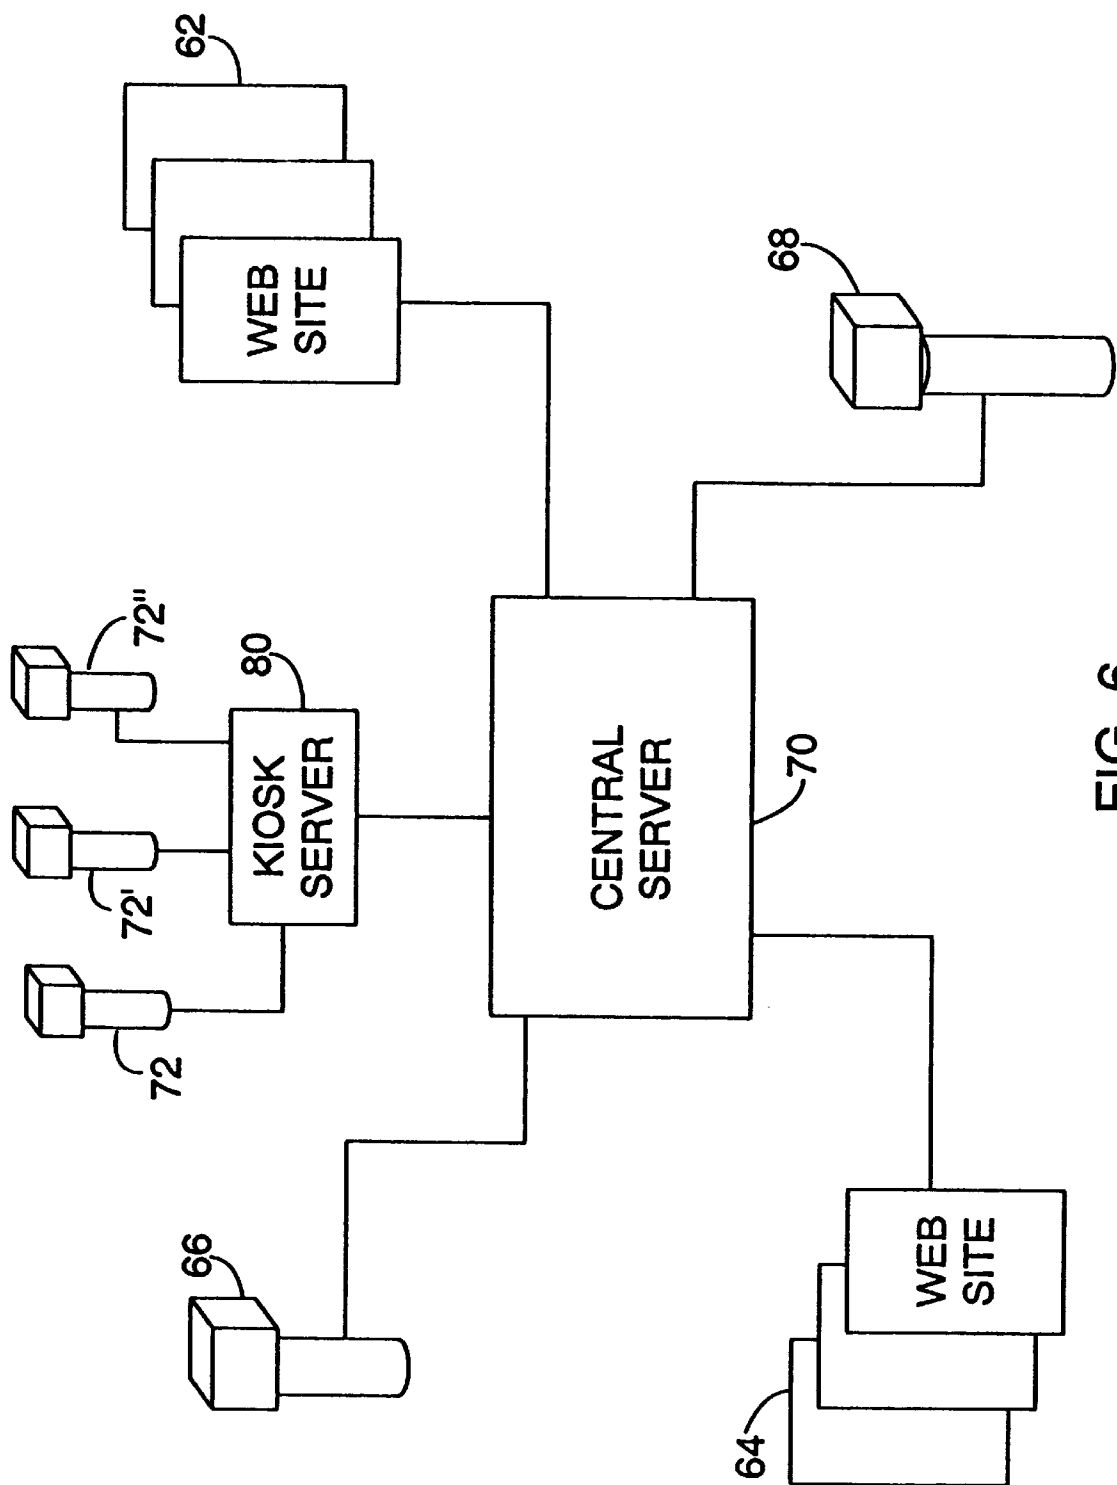 72
72'
72"
66
KIOSK
SERVER
80
62
WEB
SITE
CENTRAL
SERVER
70
68
64
WEB
SITE
FIG. 6